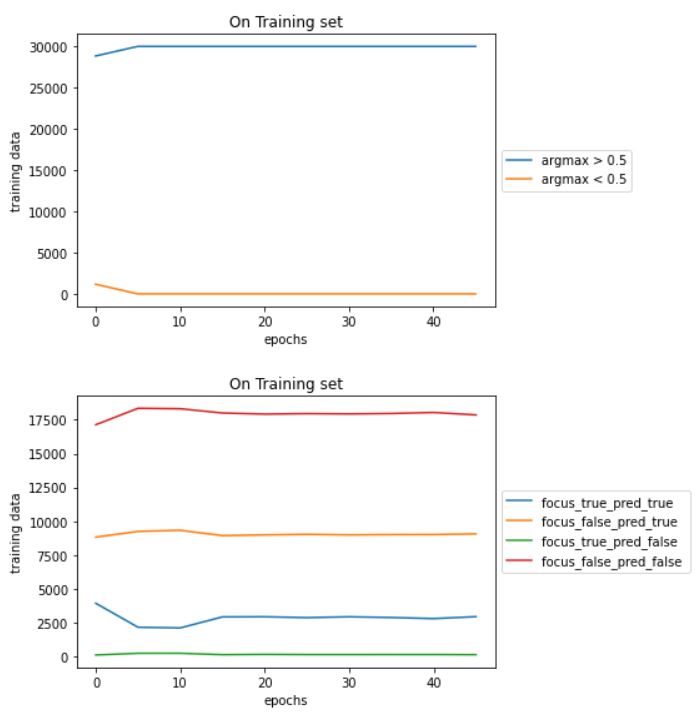 On Training set
30000
25000
20000
15000
10000
5000
0
training data
0 10 20 30 40
epochs
argmax > 0.5
argmax < 0.5
On Training set
17500
15000
12500
10000
7500
5000
2500
0
training data
0 10 20 30 40
epochs
focus_true_pred_true
focus_false_pred_true
focus_true_pred_false
focus_false_pred_false